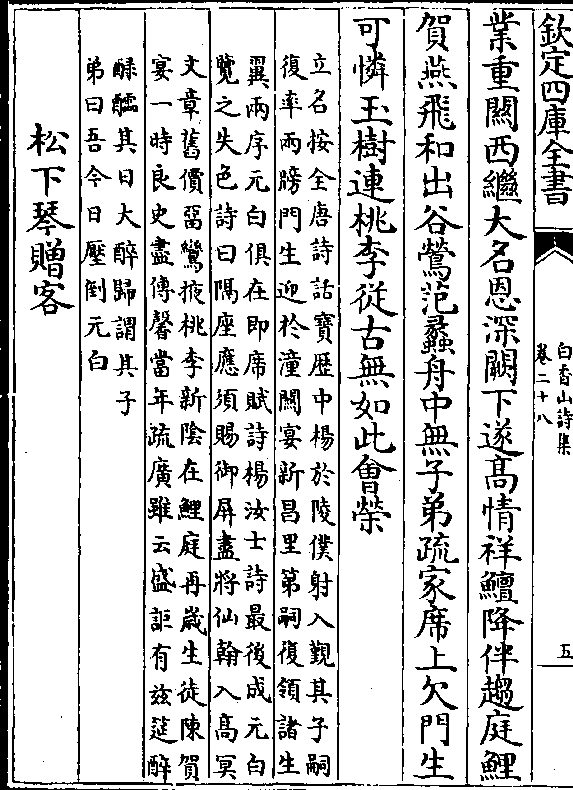 欽定四庫全書
白香山詩集
卷二十八
五
業重關西繼大名恩深闕下遂高情祥鱣降伴趨庭鯉
賀燕飛和出谷鶯范蠡舟中無子弟疏家席上欠門生
可憐玉樹連桃李從古無如此會榮
立名按全唐詩話寶歴中楊於陵僕射入覲其子嗣
復率兩牓門生迎於潼關宴新昌里第嗣復領諸生
翼兩序元白俱在即席賦詩楊汝士詩最後成元白
覽之失色詩曰隔座應須賜御屏盡將仙翰入高冥
文章舊價畱鸞掖桃李新陰在鯉庭再歲生徒陳賀
宴一時良史盡傳馨當年疏廣雖云盛詎有兹筵醉
醁醽其日大醉歸謂其子
弟曰吾今日壓倒元白
松下琴贈客